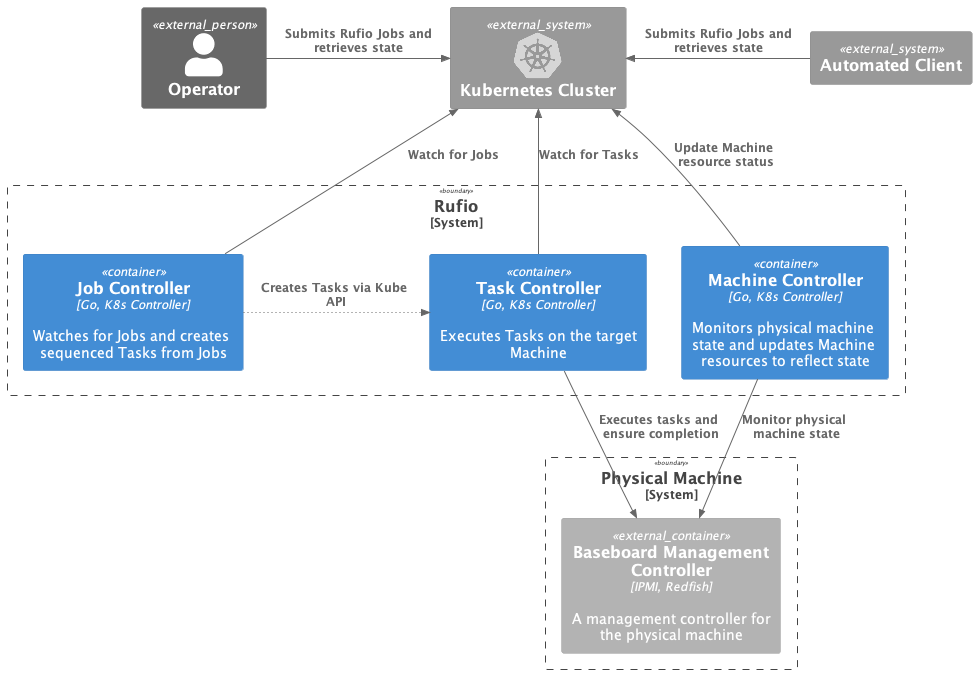 «external_person»
Operator
Submits Rufio Jobs and
retrieves state
«external_system»
Kubernetes Cluster
Submits Rufio Jobs and
retrieves state
«external_system»
Automated Client
Watch for Jobs
Watch for Tasks
Update Machine
resource status
«boundary»
Rufio
[System]
«container»
Job Controller
[Go, K8s Controller]
Watches for Jobs and creates
sequenced Tasks from Jobs
Creates Tasks via Kube
API
«container»
Task Controller
[Go, K8s Controller]
Executes Tasks on the target
Machine
«container»
Machine Controller
[Go, K8s Controller]
Monitors physical machine
state and updates Machine
resources to reflect state
Executes tasks and
ensure completion
Monitor physical
machine state
«boundary»
Physical Machine
[System]
«external_container»
Baseboard Management
Controller
[IPMI, Redfish]
A management controller for
the physical machine